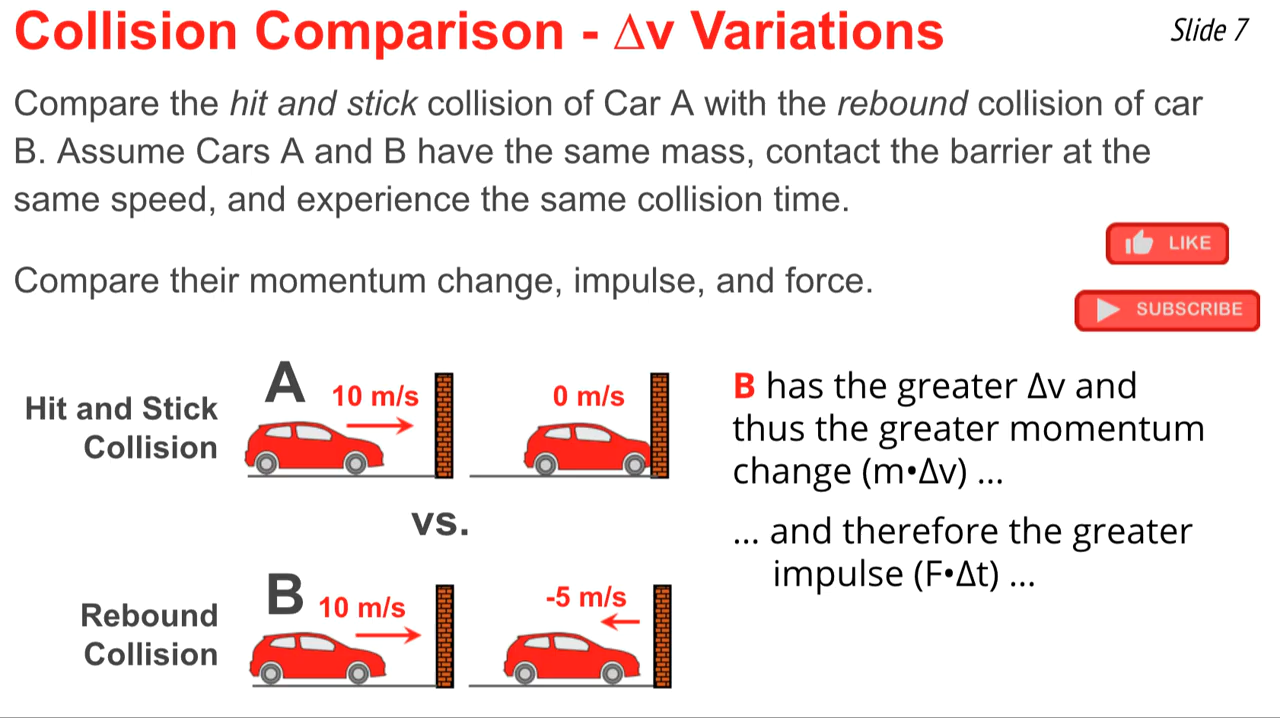 Collision Comparison - Δv Variations
Slide 7
Compare the hit and stick collision of Car A with the rebound collision of car
B. Assume Cars A and B have the same mass, contact the barrier at the
same speed, and experience the same collision time.
LIKE
Compare their momentum change, impulse, and force.
SUBSCRIBE
Hit and Stick
Collision
A
10 m/s
0 m/s
vs.
Rebound
Collision
B
10 m/s
-5 m/s
B has the greater Δv and
thus the greater momentum
change (m•Δv) ...
... and therefore the greater
impulse (F•Δt) ...